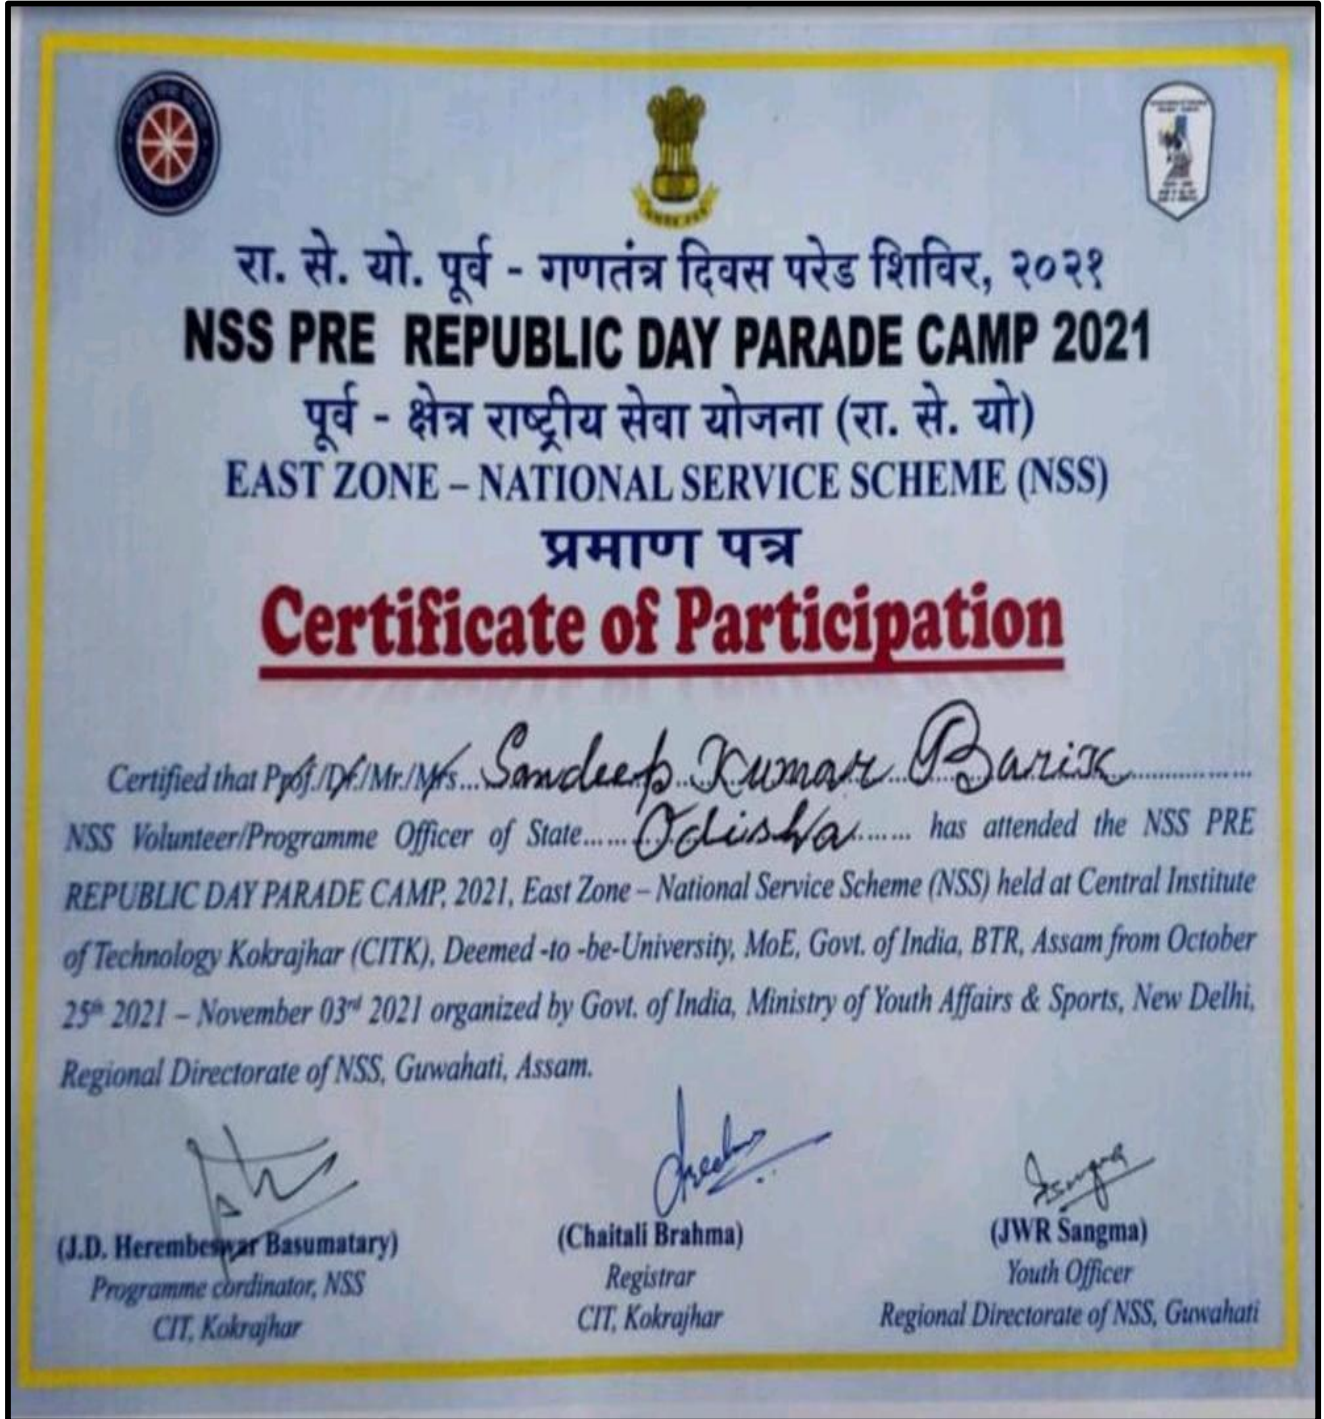 रा. से. यो. पूर्व - गणतंत्र दिवस परेड शिविर, २०२१
NSS PRE REPUBLIC DAY PARADE CAMP 2021
पूर्व - क्षेत्र राष्ट्रीय सेवा योजना (रा. से. यो)
EAST ZONE – NATIONAL SERVICE SCHEME (NSS)
प्रमाण पत्र
Certificate of Participation
Certified that Prof./Dr./Mr./Mrs... Sandeep Kumar Barik
NSS Volunteer/Programme Officer of State...... Odisha ....... has attended the NSS PRE
REPUBLIC DAY PARADE CAMP, 2021, East Zone – National Service Scheme (NSS) held at Central Institute
of Technology Kokrajhar (CITK), Deemed -to -be-University, MoE, Govt. of India, BTR, Assam from October
25th 2021 – November 03rd 2021 organized by Govt. of India, Ministry of Youth Affairs & Sports, New Delhi,
Regional Directorate of NSS, Guwahati, Assam.
(J.D. Herembeswar Basumatary)
Programme cordinator, NSS
CIT, Kokrajhar
(Chaitali Brahma)
Registrar
CIT, Kokrajhar
(JWR Sangma)
Youth Officer
Regional Directorate of NSS, Guwahati